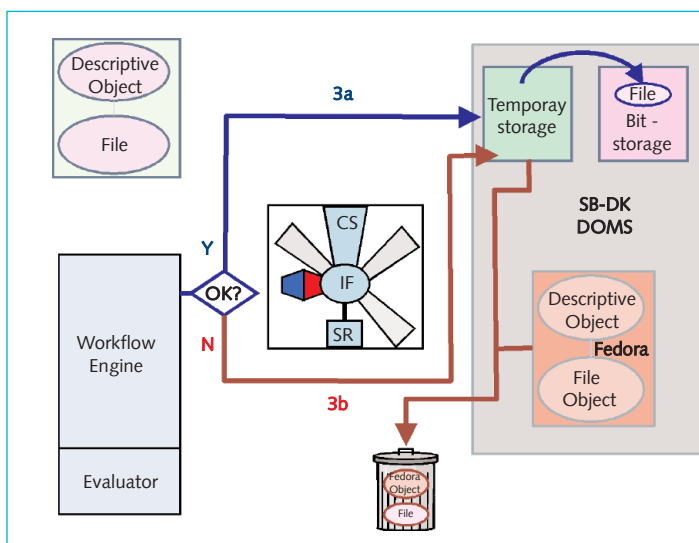 Descriptive
Object
File
3a
Temporay
storage
File
Bit -
storage
SB-DK
DOMS
CS
IF
SR
Y
OK?
N
Workflow
Engine
Evaluator
3b
Descriptive
Object
Fedora
File
Object
Fedora
Object
File